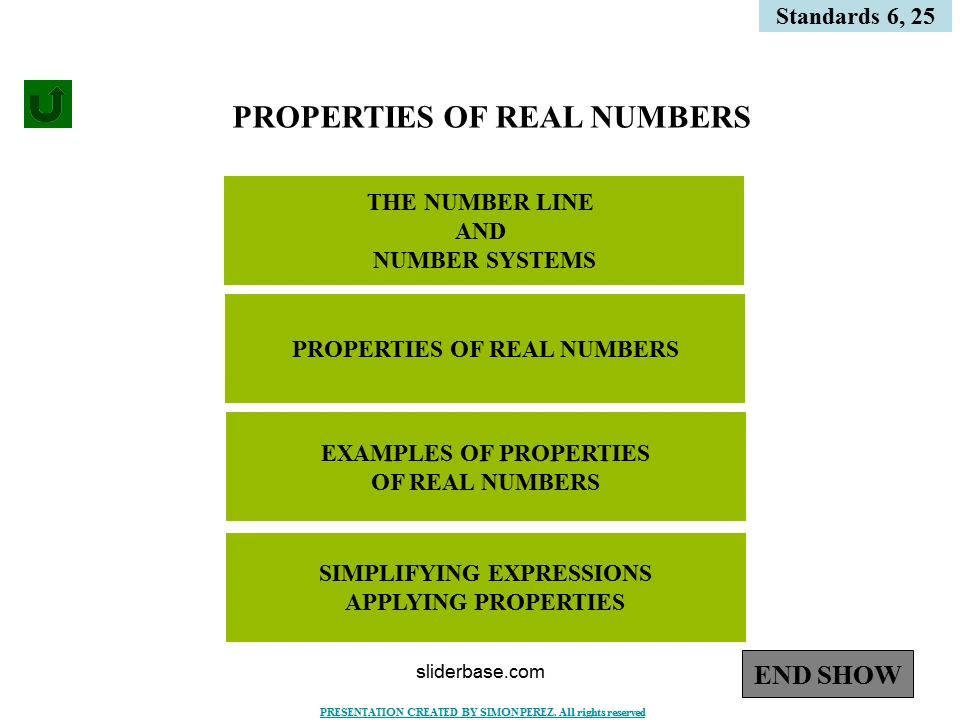 Standards 6, 25
PROPERTIES OF REAL NUMBERS
THE NUMBER LINE
AND
NUMBER SYSTEMS
PROPERTIES OF REAL NUMBERS
EXAMPLES OF PROPERTIES
OF REAL NUMBERS
SIMPLIFYING EXPRESSIONS
APPLYING PROPERTIES
sliderbase.com
END SHOW
PRESENTATION CREATED BY SIMON PEREZ. All rights reserved